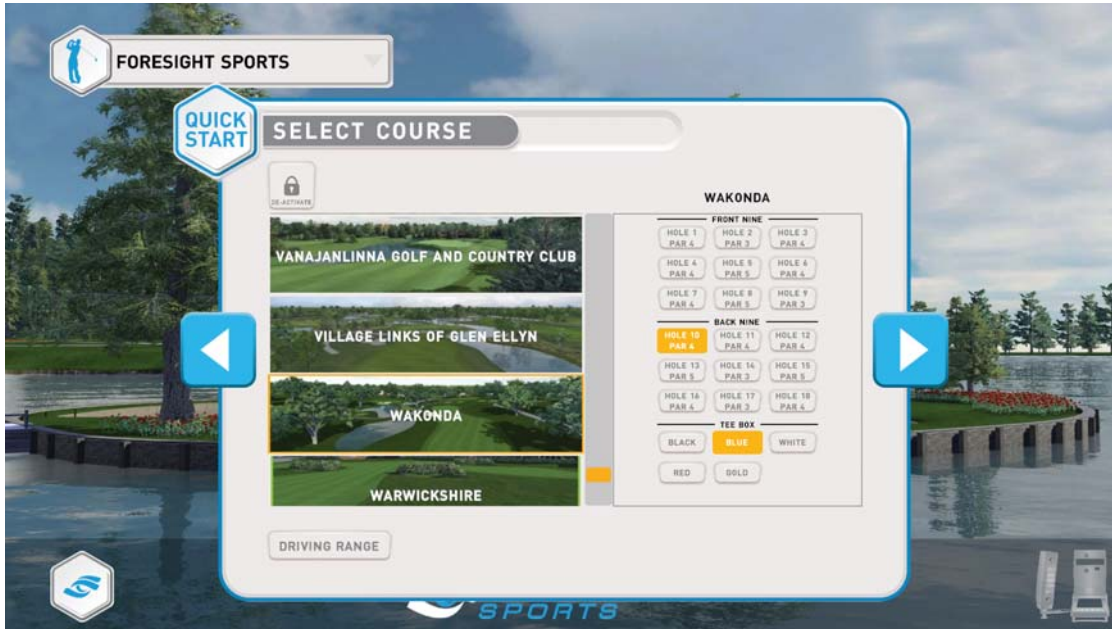 FORESIGHT SPORTS
QUICK
START
SELECT COURSE
DE-ACTIVATE
WAKONDA
FRONT NINE
HOLE 1
PAR 4
HOLE 2
PAR 3
HOLE 3
PAR 4
HOLE 4
PAR 4
HOLE 5
PAR 5
HOLE 6
PAR 4
HOLE 7
PAR 4
HOLE 8
PAR 5
HOLE 9
PAR 3
BACK NINE
HOLE 10
PAR 4
HOLE 11
PAR 4
HOLE 12
PAR 4
HOLE 13
PAR 5
HOLE 14
PAR 3
HOLE 15
PAR 5
HOLE 16
PAR 4
HOLE 17
PAR 3
HOLE 18
PAR 4
TEE BOX
BLACK
BLUE
WHITE
RED
GOLD
VANAJANLINNA GOLF AND COUNTRY CLUB
VILLAGE LINKS OF GLEN ELLYN
WAKONDA
WARWICKSHIRE
DRIVING RANGE
SPORTS